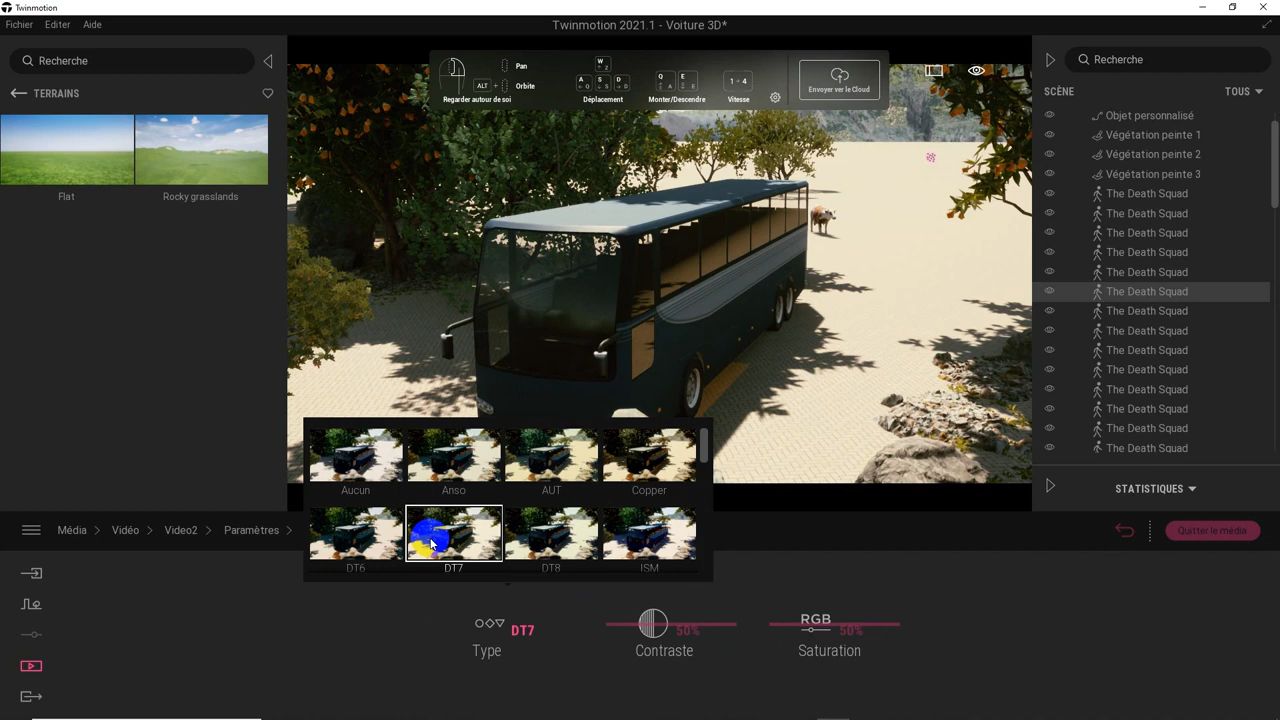 Twinmotion
Fichier Editer Aide
Twinmotion 2021.1 - Voiture 3D*
Recherche
TERRAINS
Flat
Rocky grasslands
Pan
ALT + Orbite
Regarder autour de soi
W
Z
A S D
Q S D
Déplacement
Q E
A E
Monter/Descendre
1 4
Vitesse
Envoyer ver le Cloud
Recherche
SCÈNE
TOUS
Objet personnalisé
Végétation peinte 1
Végétation peinte 2
Végétation peinte 3
The Death Squad
The Death Squad
The Death Squad
The Death Squad
The Death Squad
The Death Squad
The Death Squad
The Death Squad
The Death Squad
The Death Squad
The Death Squad
The Death Squad
The Death Squad
The Death Squad
STATISTIQUES
Aucun
Anso
AUT
Copper
DT6
DT7
DT8
ISM
Média
Vidéo
Video2
Paramètres
Quitter le média
DT7
Type
50%
Contraste
RGB
50%
Saturation